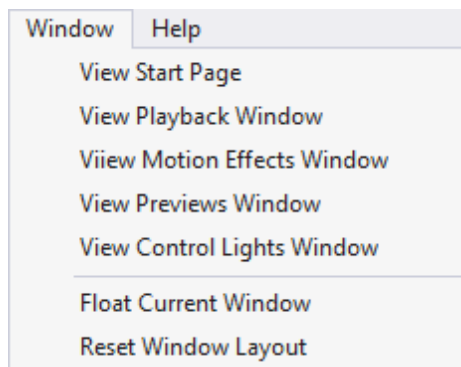 Window Help
View Start Page
View Playback Window
Viiew Motion Effects Window
View Previews Window
View Control Lights Window
Float Current Window
Reset Window Layout